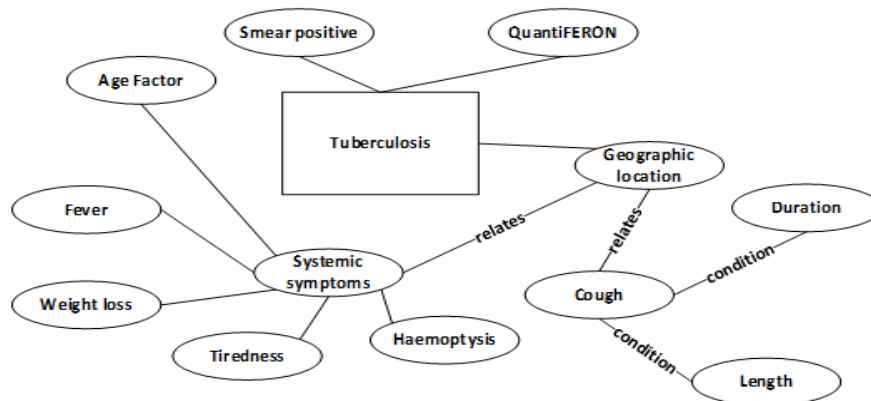 Smear positive
QuantiFERON
Age Factor
Tuberculosis
Geographic
location
Fever
relates
relates
Duration
condition
Systemic
symptoms
Cough
Weight loss
Haemoptysis
condition
Tiredness
Length